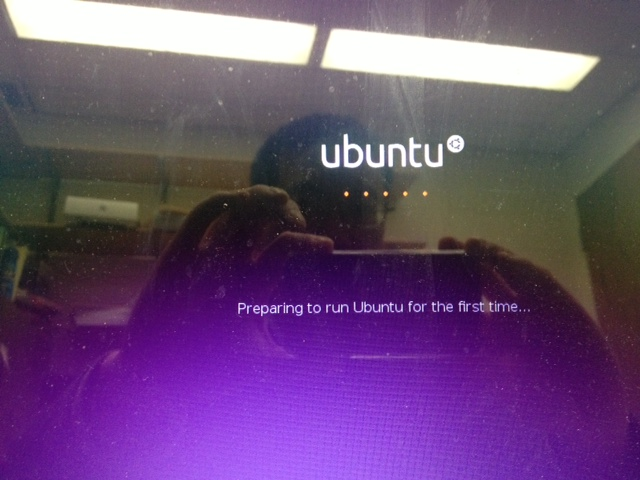 ubuntu
Preparing to run Ubuntu for the first time...